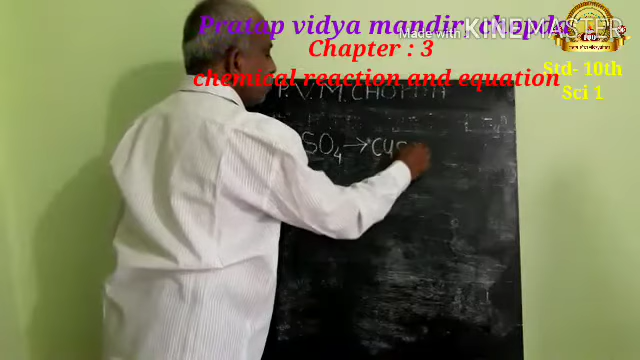 Pratap vidya mandir, chopda
Made with KINEMASTER
Chapter : 3
chemical reaction and equation
Std- 10th
Sci 1
P. V. M. CHOPDA
SO4 → CuS